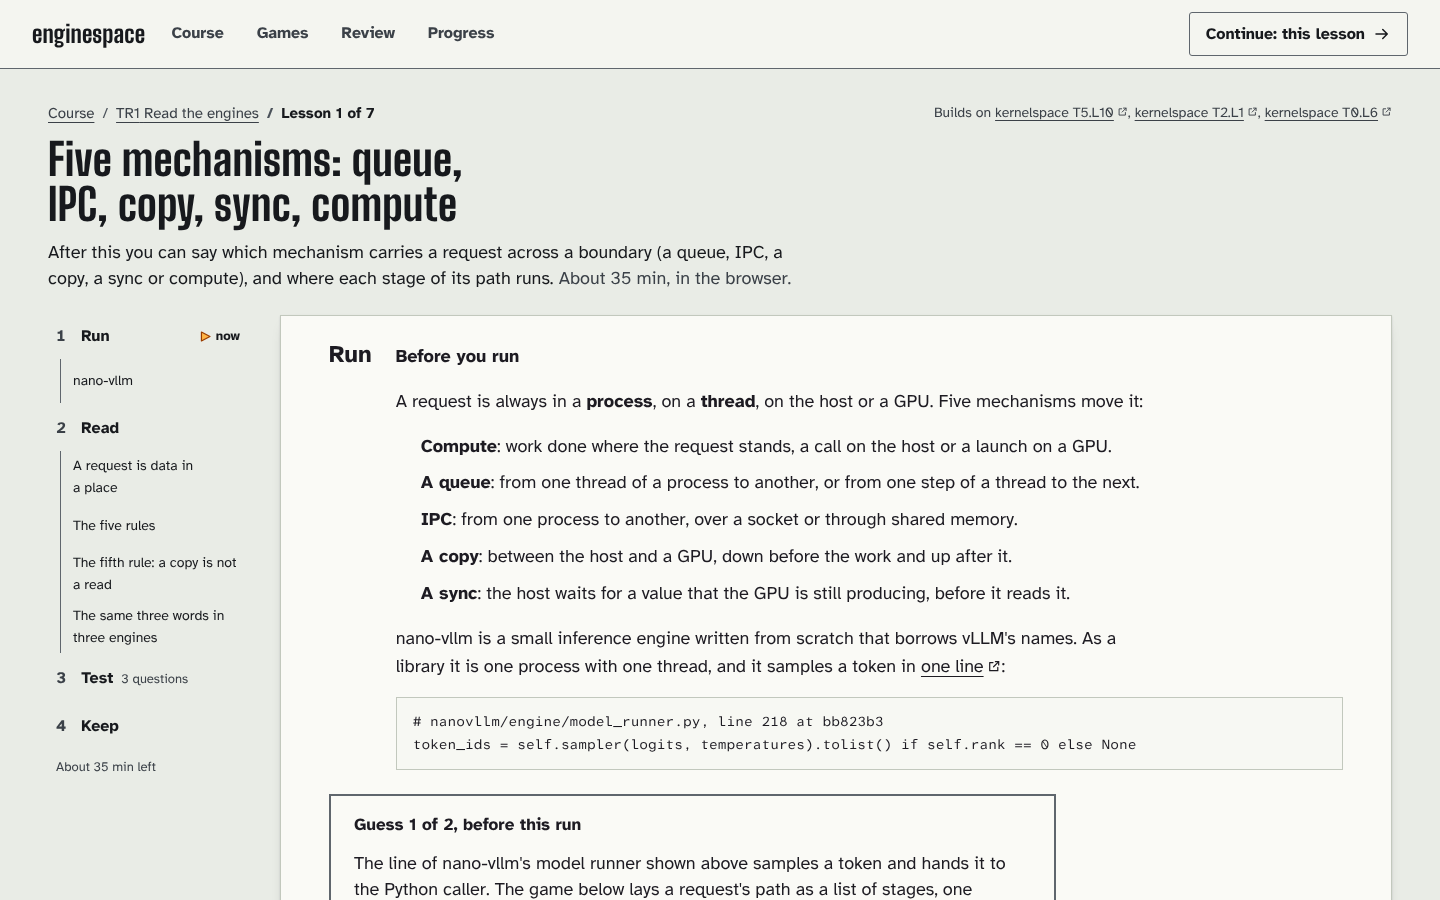 enginespace
Course
Games
Review
Progress
Continue: this lesson →
Course / TR1 Read the engines / Lesson 1 of 7
Builds on kernelspace T5.L10, kernelspace T2.L1, kernelspace T0.L6
Five mechanisms: queue,
IPC, copy, sync, compute
After this you can say which mechanism carries a request across a boundary (a queue, IPC, a
copy, a sync or compute), and where each stage of its path runs. About 35 min, in the browser.
1 Run now
nano-vllm
2 Read
A request is data in
a place
The five rules
The fifth rule: a copy is not
a read
The same three words in
three engines
3 Test 3 questions
4 Keep
About 35 min left
Run Before you run
A request is always in a process, on a thread, on the host or a GPU. Five mechanisms move it:
Compute: work done where the request stands, a call on the host or a launch on a GPU.
A queue: from one thread of a process to another, or from one step of a thread to the next.
IPC: from one process to another, over a socket or through shared memory.
A copy: between the host and a GPU, down before the work and up after it.
A sync: the host waits for a value that the GPU is still producing, before it reads it.
nano-vllm is a small inference engine written from scratch that borrows vLLM's names. As a
library it is one process with one thread, and it samples a token in one line:
# nanovllm/engine/model_runner.py, line 218 at bb823b3
token_ids = self.sampler(logits, temperatures).tolist() if self.rank == 0 else None
Guess 1 of 2, before this run
The line of nano-vllm's model runner shown above samples a token and hands it to
the Python caller. The game below lays a request's path as a list of stages, one